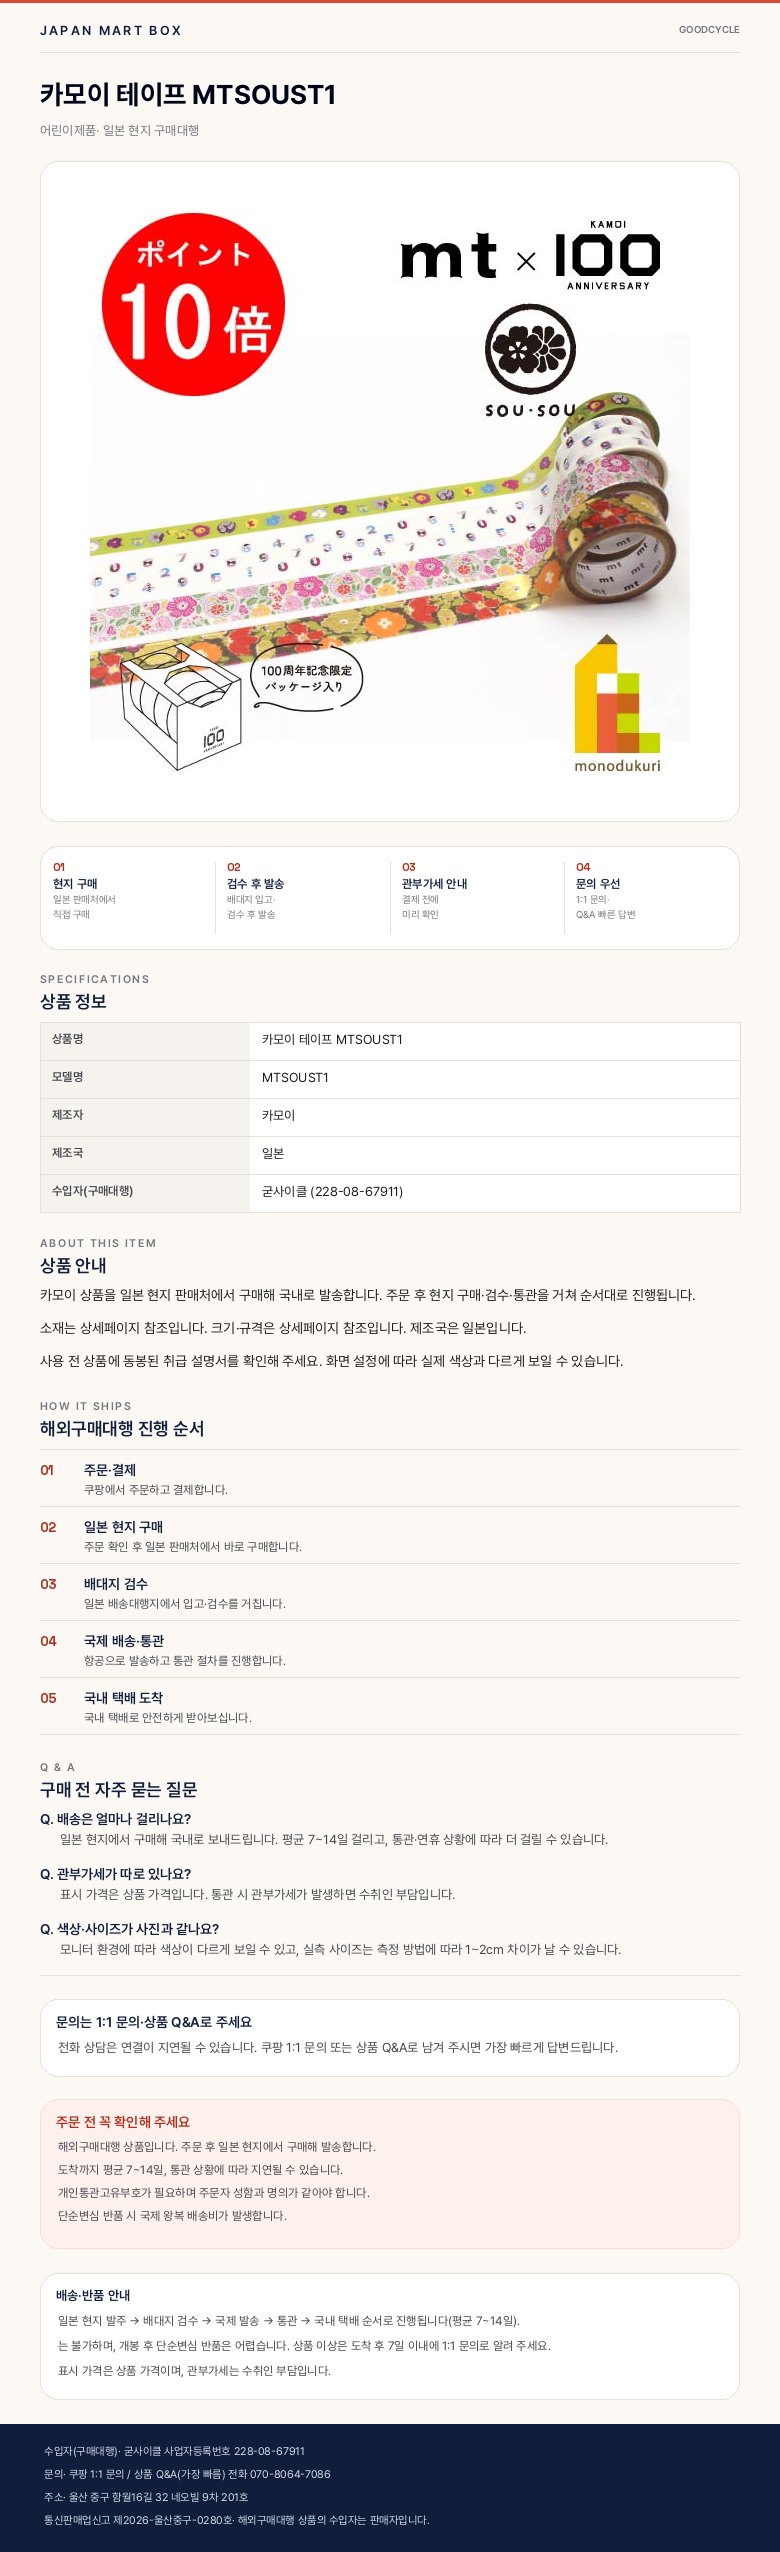 JAPAN MART BOX
GOODCYCLE
카모이 테이프 MTSOUST1
어린이제품· 일본 현지 구매대행
ポイント
10倍
mt × KAMOI 100 ANNIVERSARY
SOU·SOU
mt
100周年記念限定
パッケージ入り
KAMOI
100
ANNIVERSARY
monodukuri
01
현지 구매
일본 판매처에서
직접 구매
02
검수 후 발송
배대지 입고·
검수 후 발송
03
관부가세 안내
결제 전에
미리 확인
04
문의 우선
1:1 문의·
Q&A 빠른 답변
SPECIFICATIONS
상품 정보
상품명 카모이 테이프 MTSOUST1
모델명 MTSOUST1
제조자 카모이
제조국 일본
수입자(구매대행) 굳사이클 (228-08-67911)
ABOUT THIS ITEM
상품 안내
카모이 상품을 일본 현지 판매처에서 구매해 국내로 발송합니다. 주문 후 현지 구매·검수·통관을 거쳐 순서대로 진행됩니다.
소재는 상세페이지 참조입니다. 크기·규격은 상세페이지 참조입니다. 제조국은 일본입니다.
사용 전 상품에 동봉된 취급 설명서를 확인해 주세요. 화면 설정에 따라 실제 색상과 다르게 보일 수 있습니다.
HOW IT SHIPS
해외구매대행 진행 순서
01 주문·결제
쿠팡에서 주문하고 결제합니다.
02 일본 현지 구매
주문 확인 후 일본 판매처에서 바로 구매합니다.
03 배대지 검수
일본 배송대행지에서 입고·검수를 거칩니다.
04 국제 배송·통관
항공으로 발송하고 통관 절차를 진행합니다.
05 국내 택배 도착
국내 택배로 안전하게 받아보십니다.
Q & A
구매 전 자주 묻는 질문
Q. 배송은 얼마나 걸리나요?
일본 현지에서 구매해 국내로 보내드립니다. 평균 7~14일 걸리고, 통관·연휴 상황에 따라 더 걸릴 수 있습니다.
Q. 관부가세가 따로 있나요?
표시 가격은 상품 가격입니다. 통관 시 관부가세가 발생하면 수취인 부담입니다.
Q. 색상·사이즈가 사진과 같나요?
모니터 환경에 따라 색상이 다르게 보일 수 있고, 실측 사이즈는 측정 방법에 따라 1~2cm 차이가 날 수 있습니다.
문의는 1:1 문의·상품 Q&A로 주세요
전화 상담은 연결이 지연될 수 있습니다. 쿠팡 1:1 문의 또는 상품 Q&A로 남겨 주시면 가장 빠르게 답변드립니다.
주문 전 꼭 확인해 주세요
해외구매대행 상품입니다. 주문 후 일본 현지에서 구매해 발송합니다.
도착까지 평균 7~14일, 통관 상황에 따라 지연될 수 있습니다.
개인통관고유부호가 필요하며 주문자 성함과 명의가 같아야 합니다.
단순변심 반품 시 국제 왕복 배송비가 발생합니다.
배송·반품 안내
일본 현지 발주 → 배대지 검수 → 국제 발송 → 통관 → 국내 택배 순서로 진행됩니다(평균 7~14일).
는 불가하며, 개봉 후 단순변심 반품은 어렵습니다. 상품 이상은 도착 후 7일 이내에 1:1 문의로 알려 주세요.
표시 가격은 상품 가격이며, 관부가세는 수취인 부담입니다.
수입자(구매대행)· 굳사이클 사업자등록번호 228-08-67911
문의· 쿠팡 1:1 문의 / 상품 Q&A(가장 빠름) 전화 070-8064-7086
주소· 울산 중구 함월16길 32 네오빌 9차 201호
통신판매업신고 제2026-울산중구-0280호· 해외구매대행 상품의 수입자는 판매자입니다.